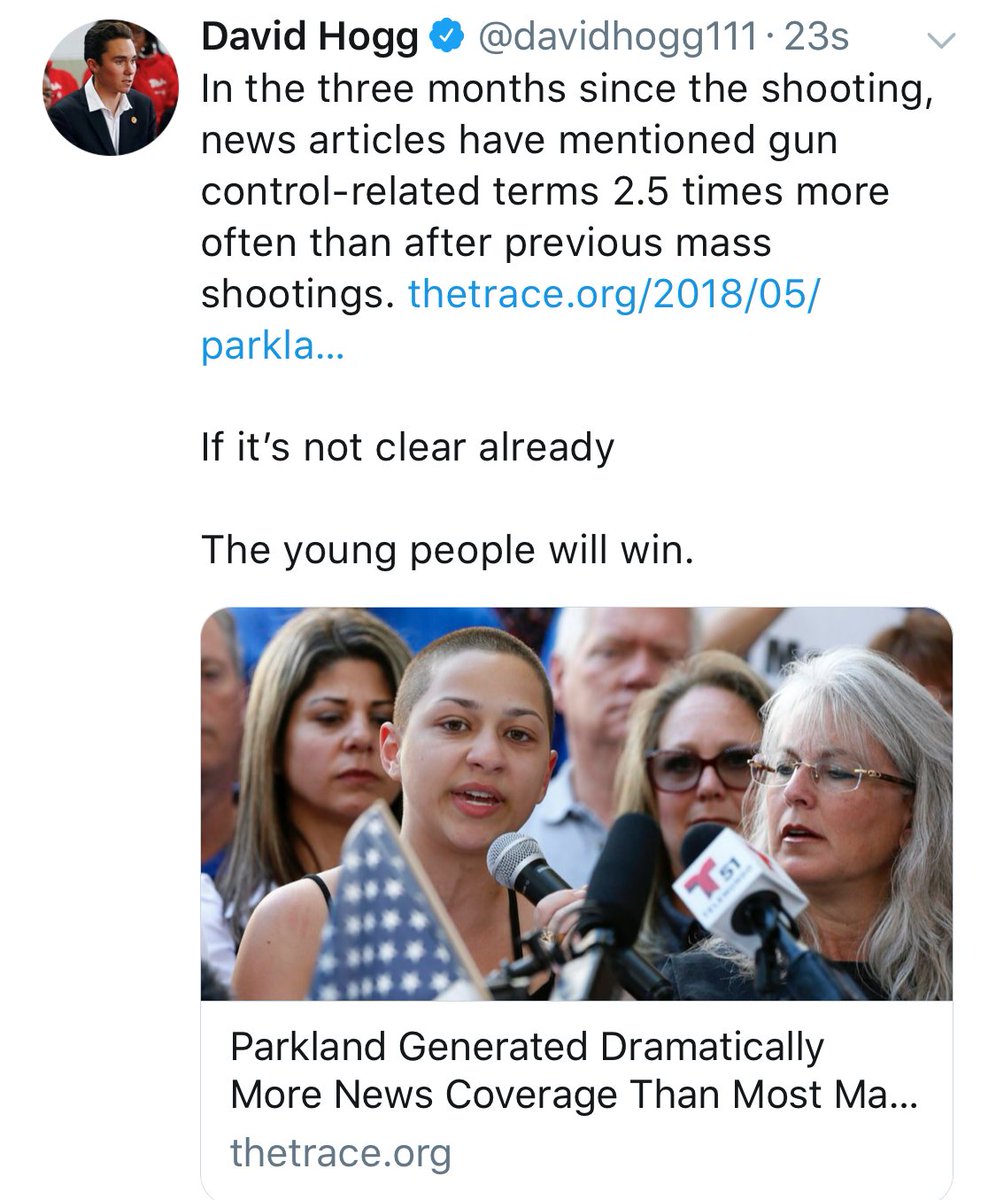 David Hogg @davidhogg111 · 23s
In the three months since the shooting,
news articles have mentioned gun
control-related terms 2.5 times more
often than after previous mass
shootings. thetrace.org/2018/05/
parkla...
If it’s not clear already
The young people will win.
51
TELEMUNDO
Parkland Generated Dramatically
More News Coverage Than Most Ma...
thetrace.org